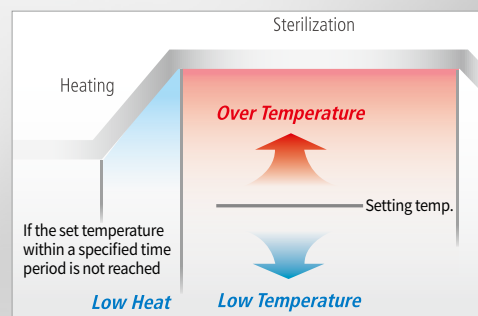 Sterilization
Heating
Over Temperature
Setting temp.
If the set temperature
within a specified time
period is not reached
Low Heat
Low Temperature